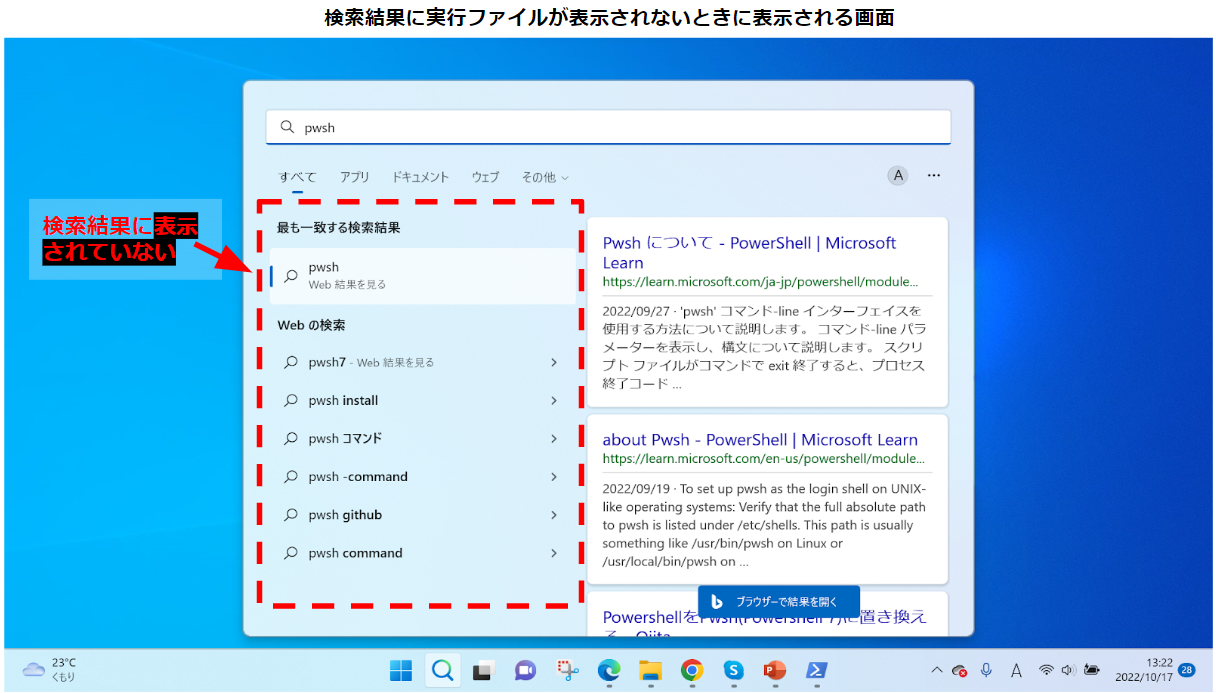 検索結果に実行ファイルが表示されないときに表示される画面
pwsh
すべて アプリ ドキュメント ウェブ その他
A
検索結果に表示
されていない
最も一致する検索結果
pwsh
Web 結果を見る
Web の検索
pwsh7 - Web 結果を見る
pwsh install
pwsh コマンド
pwsh -command
pwsh github
pwsh command
Pwsh について - PowerShell | Microsoft
Learn
https://learn.microsoft.com/ja-jp/powershell/module...
2022/09/27 · 'pwsh' コマンド-line インターフェイスを
使用する方法について説明します。 コマンド-line パラ
メーターを表示し、構文について説明します。 スクリ
プト ファイルがコマンドで exit 終了すると、プロセス
終了コード ...
about Pwsh - PowerShell | Microsoft Learn
https://learn.microsoft.com/en-us/powershell/module...
2022/09/19 · To set up pwsh as the login shell on UNIX-
like operating systems: Verify that the full absolute path
to pwsh is listed under /etc/shells. This path is usually
something like /usr/bin/pwsh on Linux or
/usr/local/bin/pwsh on ...
ブラウザーで結果を開く
PowershellをPwsh(Powershell 7)に置き換え
る - Qiita
23°C
くもり
A
13:22
2022/10/17
28